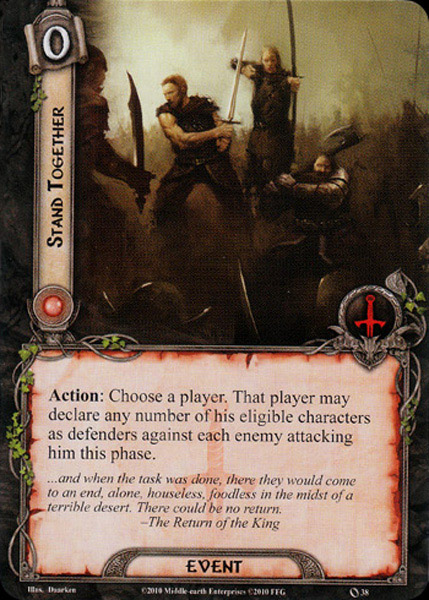 0
STAND TOGETHER
Action: Choose a player. That player may
declare any number of his eligible characters
as defenders against each enemy attacking
him this phase.
...and when the task was done, there they would come
to an end, alone, houseless, foodless in the midst of a
terrible desert. There could be no return.
–The Return of the King
EVENT
Illus. Daarken
©2010 Middle-earth Enterprises ©2010 FFG
38